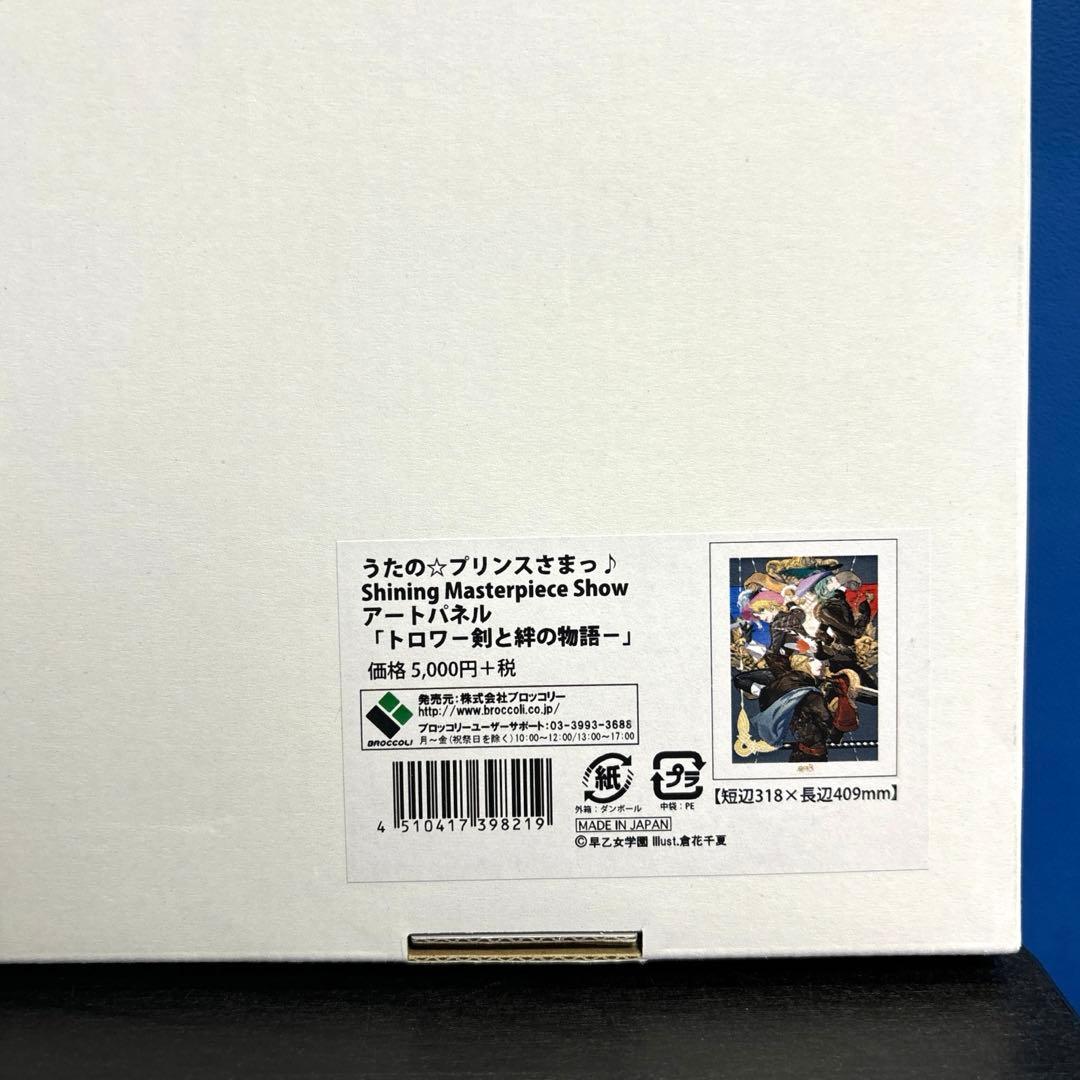 うたの☆プリンスさまっ♪
Shining Masterpiece Show
アートパネル
「トロワー剣と絆の物語ー」
価格 5,000円+税
BROCCOLI
発売元:株式会社ブロッコリー
http://www.broccoli.co.jp/
ブロッコリーユーザーサポート:03-3993-3688
月～金(祝祭日を除く)10:00～12:00/13:00～17:00
4 510417 398219
紙
外箱:ダンボール
プラ
中袋:PE
【短辺318×長辺409mm】
MADE IN JAPAN
©早乙女学園 Illust.倉花千夏